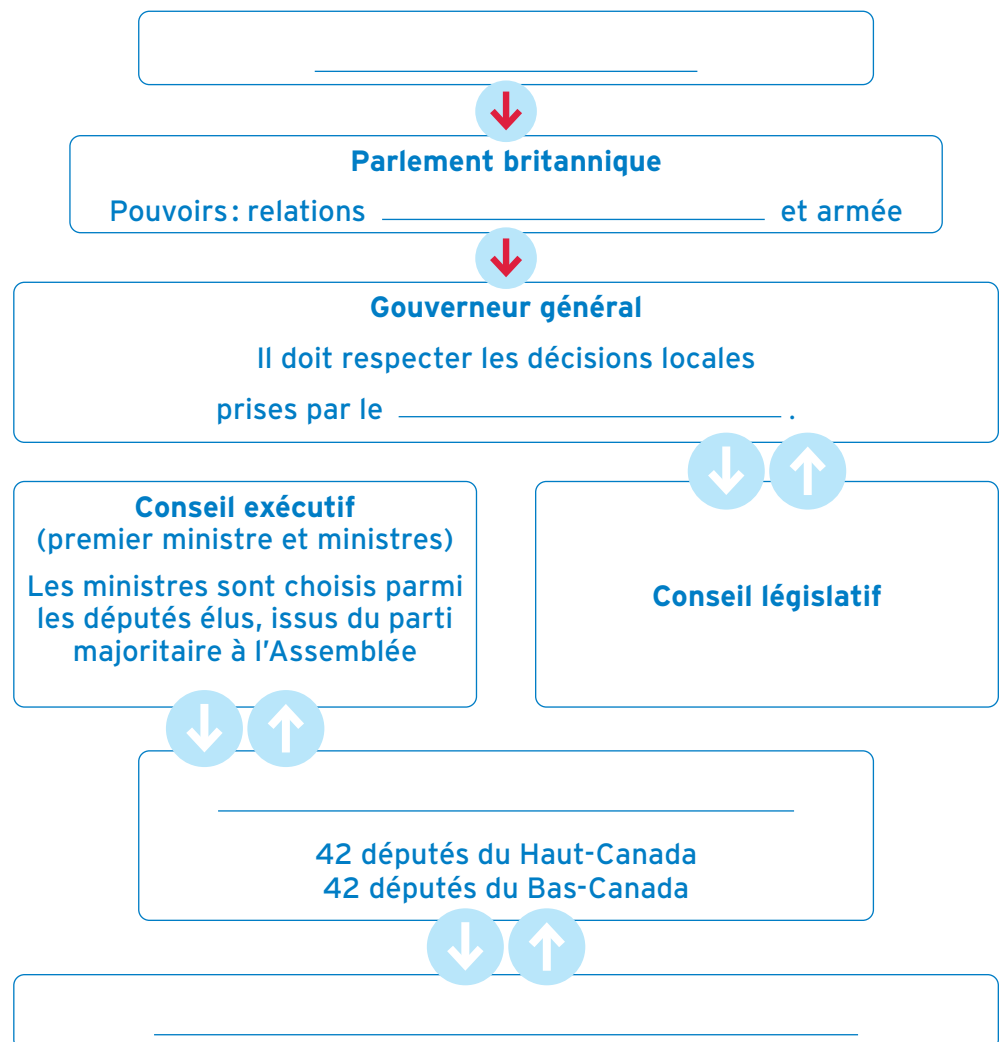 Parlement britannique
Pouvoirs : relations ______ et armée
Gouverneur général
Il doit respecter les décisions locales
prises par le ______ .
Conseil exécutif
(premier ministre et ministres)
Les ministres sont choisis parmi
les députés élus, issus du parti
majoritaire à l'Assemblée
Conseil législatif
42 députés du Haut-Canada
42 députés du Bas-Canada